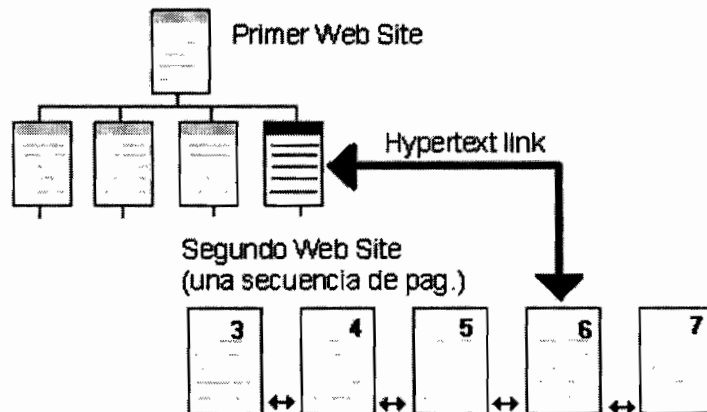 Primer Web Site
Hypertext link
Segundo Web Site
(una secuencia de pag.)
3 4 5 6 7